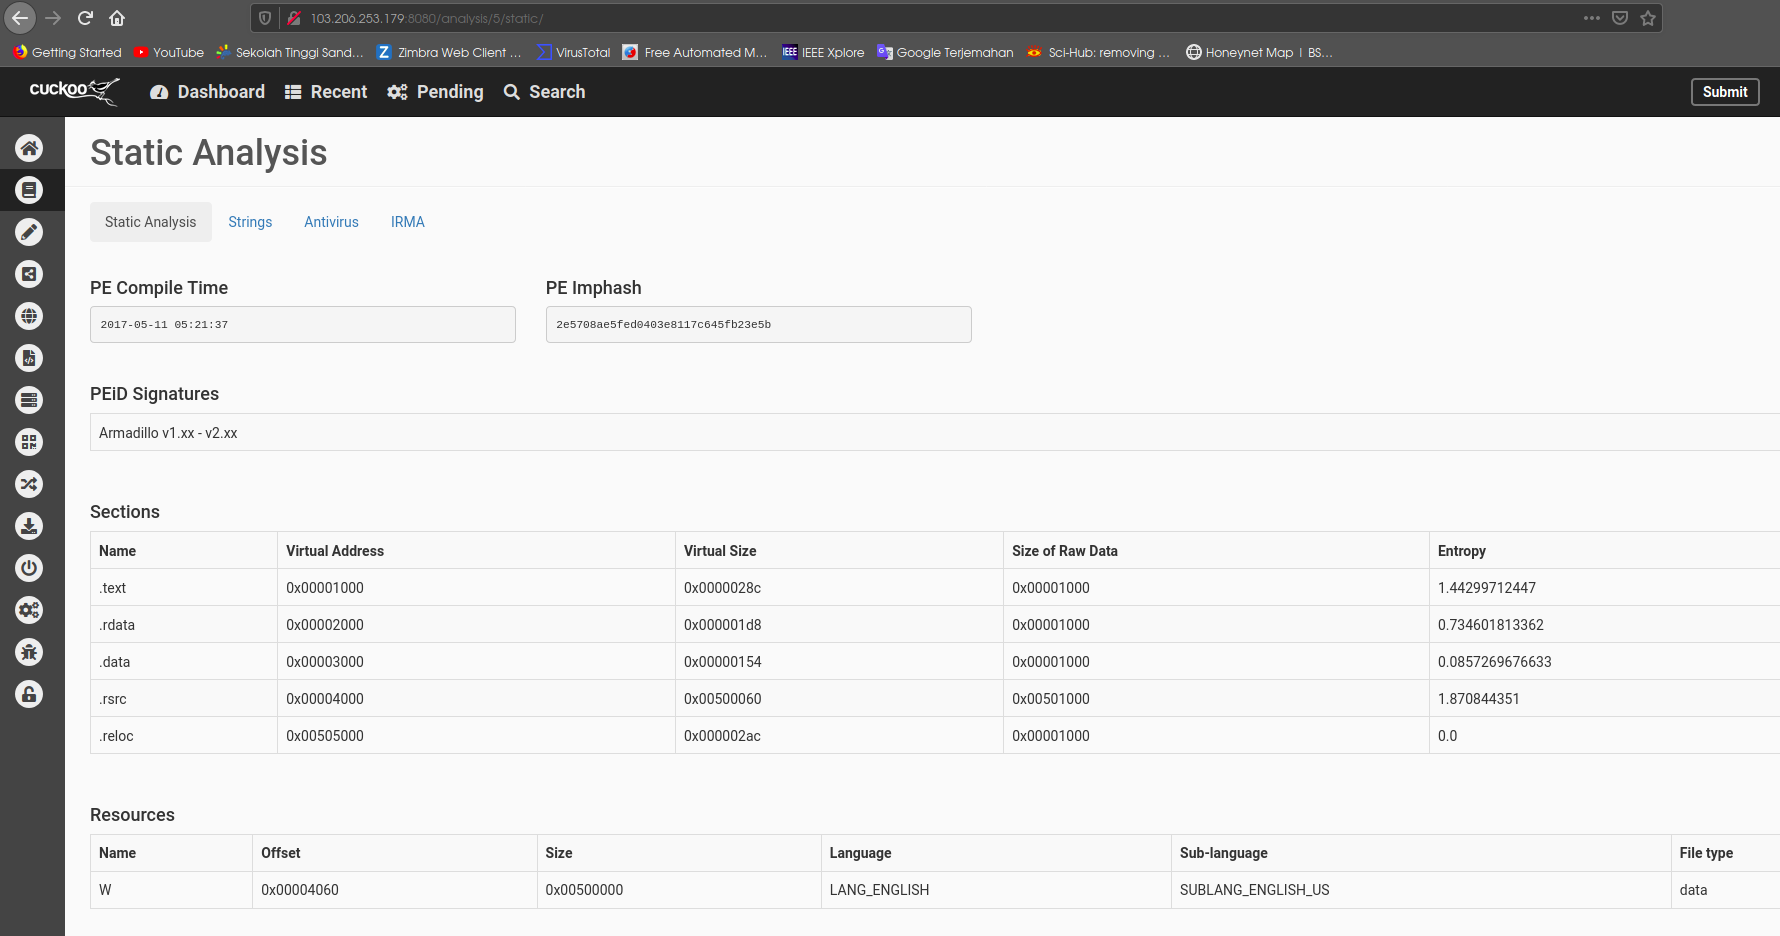 103.206.253.179:8080/analysis/5/static/
Getting Started YouTube Sekolah Tinggi Sand... Zimbra Web Client ... VirusTotal Free Automated M... IEEE IEEE Xplore Google Terjemahan Sci-Hub: removing ... Honeynet Map | BS...
cuckoo Dashboard Recent Pending Search Submit
Static Analysis
Static Analysis Strings Antivirus IRMA
PE Compile Time PE Imphash
2017-05-11 05:21:37 2e5708ae5fed0403e8117c645fb23e5b
PEiD Signatures
Armadillo v1.xx - v2.xx
Sections
Name Virtual Address Virtual Size Size of Raw Data Entropy
.text 0x00001000 0x0000028c 0x00001000 1.44299712447
.rdata 0x00002000 0x000001d8 0x00001000 0.734601813362
.data 0x00003000 0x00000154 0x00001000 0.0857269676633
.rsrc 0x00004000 0x00500060 0x00501000 1.870844351
.reloc 0x00505000 0x000002ac 0x00001000 0.0
Resources
Name Offset Size Language Sub-language File type
W 0x00004060 0x00500000 LANG_ENGLISH SUBLANG_ENGLISH_US data